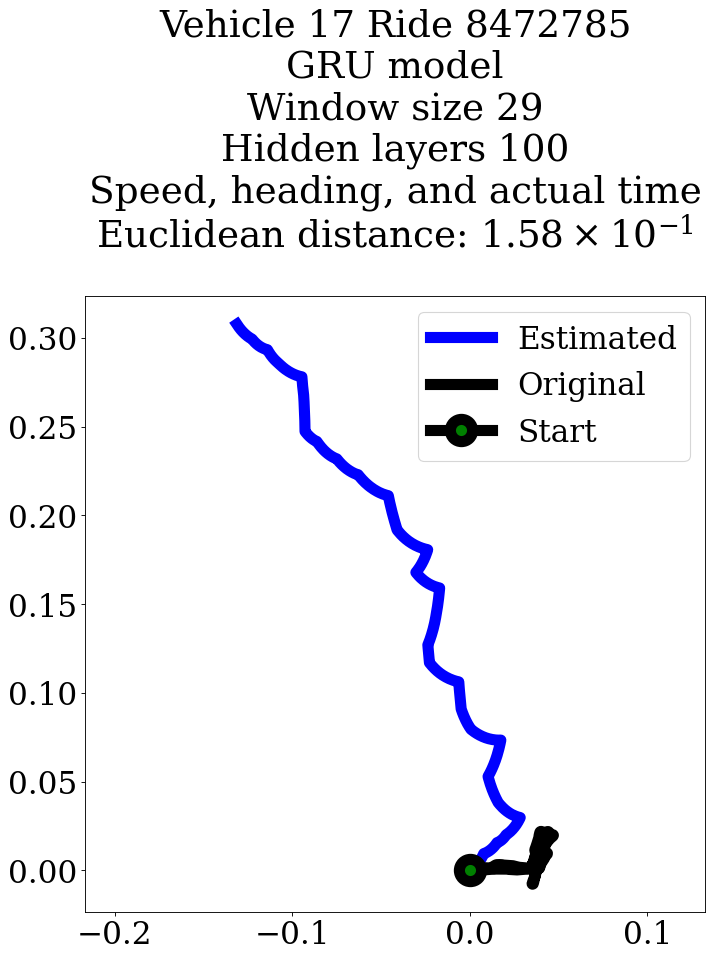 Vehicle 17 Ride 8472785
GRU model
Window size 29
Hidden layers 100
Speed, heading, and actual time
Euclidean distance: 1.58 × 10⁻¹
Estimated
Original
Start
0.30
0.25
0.20
0.15
0.10
0.05
0.00
−0.2
−0.1
0.0
0.1